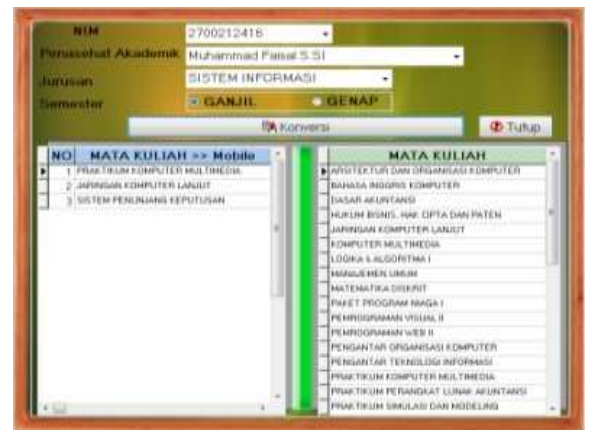 NIM 2700212416
Penasehat Akademik Muhammad Faisal S.SI
Jurusan SISTEM INFORMASI
Semester GANJIL GENAP
Konversi Tutup
NO MATA KULIAH >> Mobile
1 PRAKTIKUM KOMPUTER MULTIMEDIA
2 JARINGAN KOMPUTER LANJUT
3 SISTEM PENUNJANG KEPUTUSAN
MATA KULIAH
ARSITEKTUR DAN ORGANISASI KOMPUTER
BAHASA INGGRIS KOMPUTER
DASAR AKUNTANSI
HUKUM BISNIS, HAK CIPTA DAN PATEN
JARINGAN KOMPUTER LANJUT
KOMPUTER MULTIMEDIA
LOGIKA & ALGORITMA I
MANAJEMEN UMUM
MATEMATIKA DISKRIT
PAKET PROGRAM NIAGA I
PEMROGRAMAN VISUAL II
PEMROGRAMAN WEB II
PENGANTAR ORGANISASI KOMPUTER
PENGANTAR TEKNOLOGI INFORMASI
PRAKTIKUM KOMPUTER MULTIMEDIA
PRAKTIKUM PERANGKAT LUNAK AKUNTANSI
PRAKTIKUM SIMULASI DAN MODELING